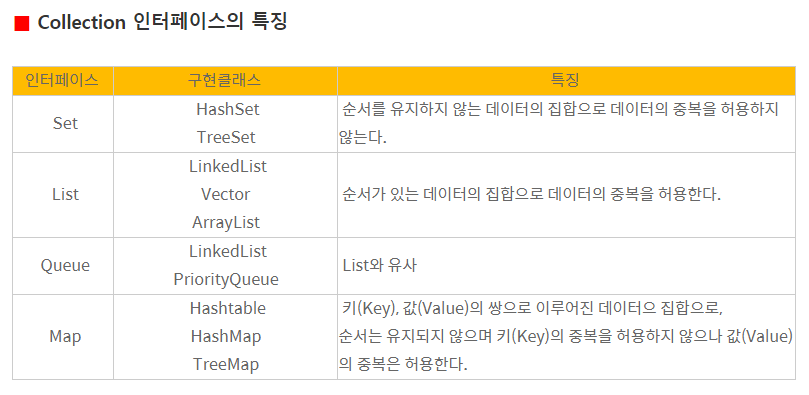 ■ Collection 인터페이스의 특징
인터페이스 구현클래스 특징
Set
HashSet
TreeSet
순서를 유지하지 않는 데이터의 집합으로 데이터의 중복을 허용하지
않는다.
List
LinkedList
Vector
ArrayList
순서가 있는 데이터의 집합으로 데이터의 중복을 허용한다.
Queue
LinkedList
PriorityQueue
List와 유사
Map
Hashtable
HashMap
TreeMap
키(Key), 값(Value)의 쌍으로 이루어진 데이터으 집합으로,
순서는 유지되지 않으며 키(Key)의 중복을 허용하지 않으나 값(Value)
의 중복은 허용한다.